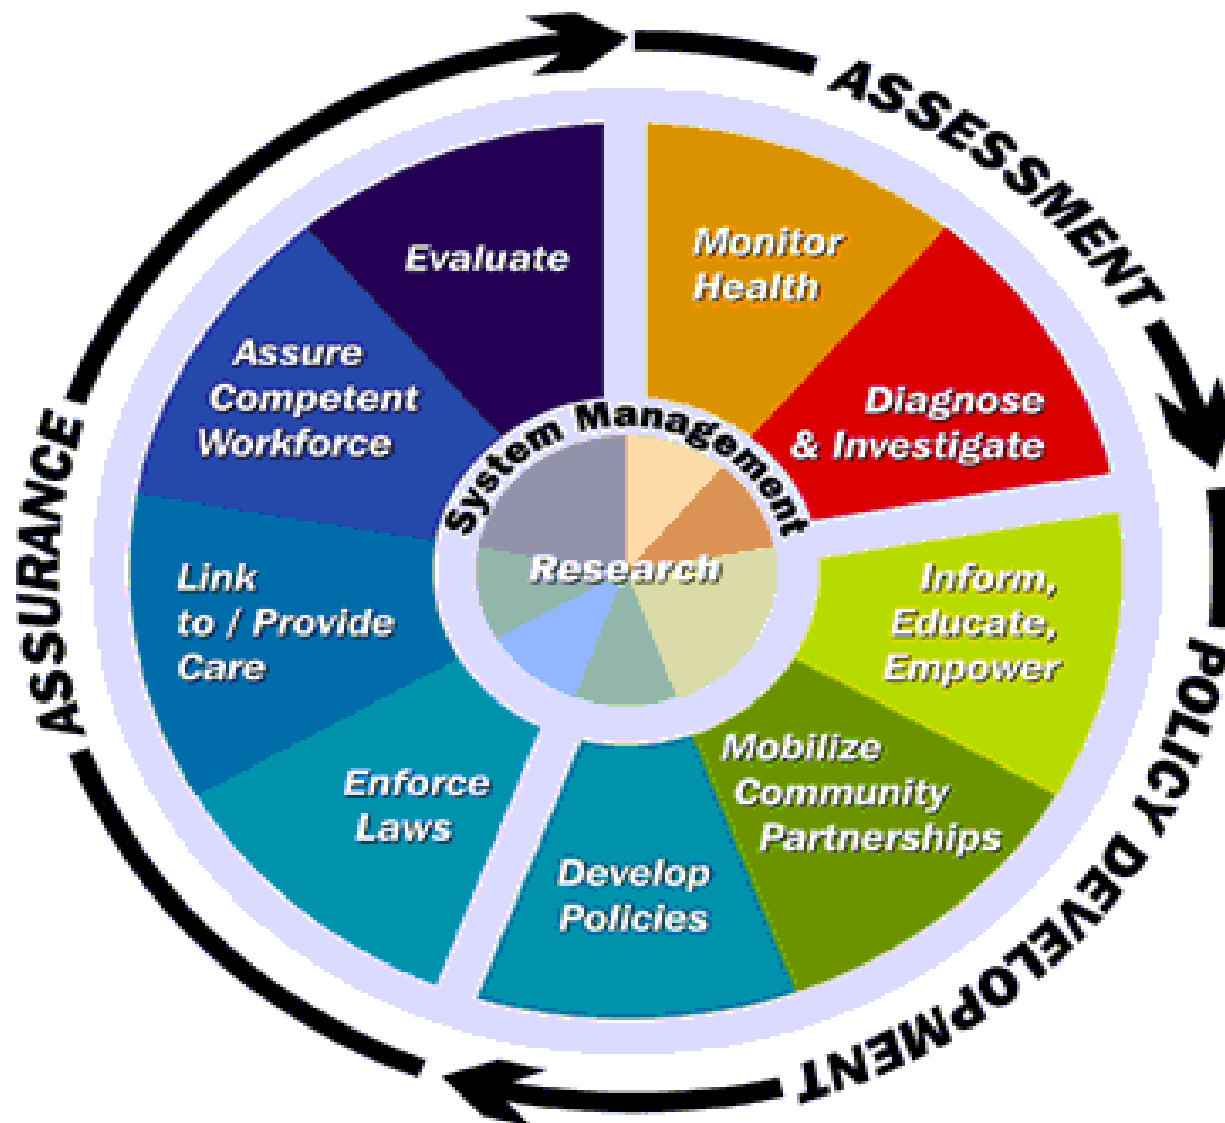 ASSESSMENT
POLICY DEVELOPMENT
ASSURANCE
Monitor
Health
Diagnose
& Investigate
Inform,
Educate,
Empower
Mobilize
Community
Partnerships
Develop
Policies
Enforce
Laws
Link
to / Provide
Care
Assure
Competent
Workforce
Evaluate
System Management
Research